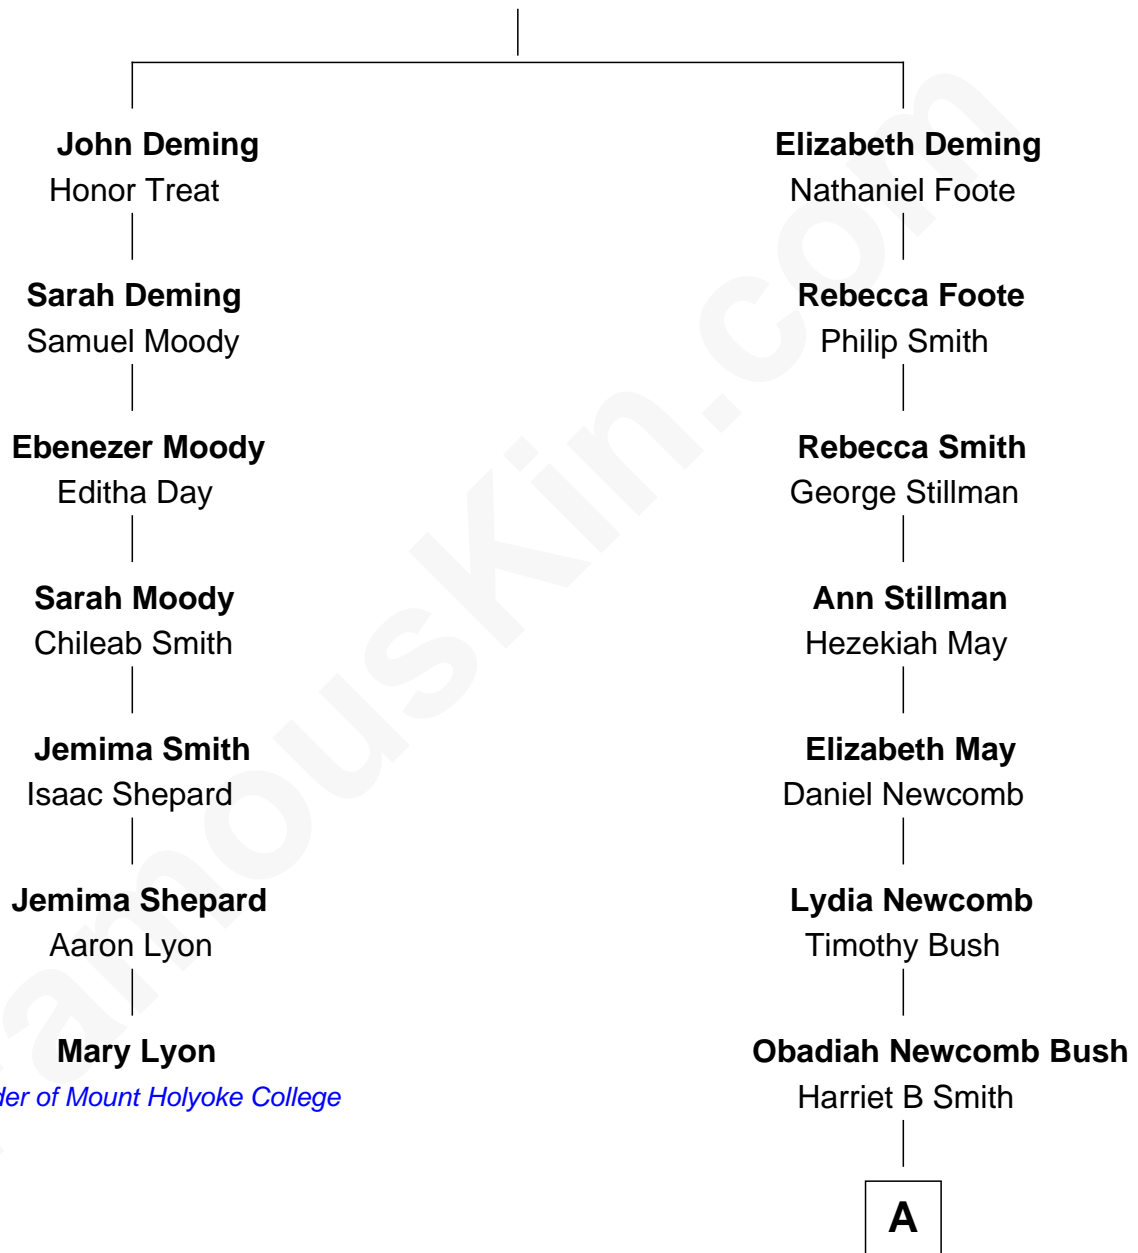 John Deming
Honor Treat
Sarah Deming
Samuel Moody
Ebenezer Moody
Editha Day
Sarah Moody
Chileab Smith
Jemima Smith
Isaac Shepard
Jemima Shepard
Aaron Lyon
Mary Lyon
der of Mount Holyoke College
Elizabeth Deming
Nathaniel Foote
Rebecca Foote
Philip Smith
Rebecca Smith
George Stillman
Ann Stillman
Hezekiah May
Elizabeth May
Daniel Newcomb
Lydia Newcomb
Timothy Bush
Obadiah Newcomb Bush
Harriet B Smith
A
famouskin.com